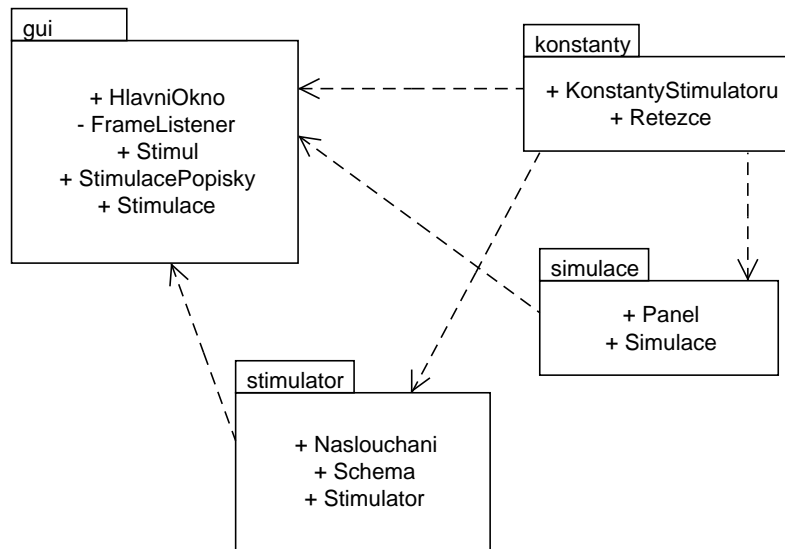 gui
+ HlavniOkno
- FrameListener
+ Stimul
+ StimulacePopisky
+ Stimulace
konstanty
+ KonstantyStimulatoru
+ Retezce
simulace
+ Panel
+ Simulace
stimulator
+ Naslouchani
+ Schema
+ Stimulator